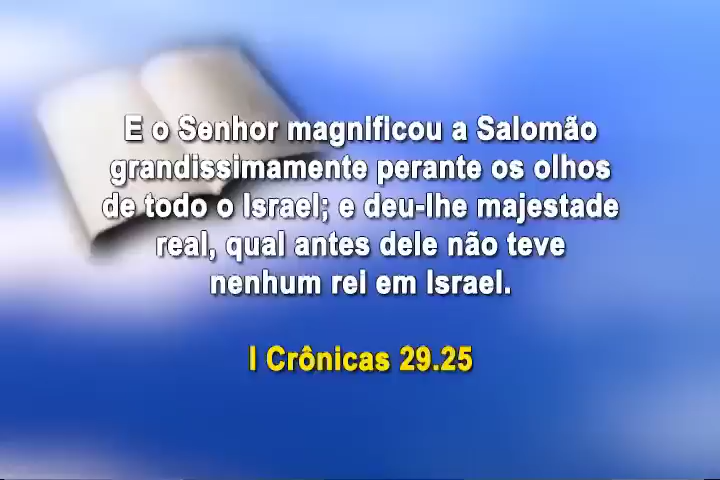 E o Senhor magnificou a Salomão
grandissimamente perante os olhos
de todo o Israel; e deu-lhe majestade
real, qual antes dele não teve
nenhum rei em Israel.
I Crônicas 29.25